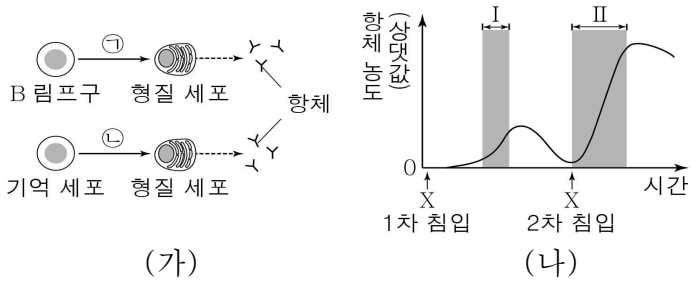 ㉠
B 림프구
형질 세포
항체
㉡
기억 세포
형질 세포
(가)
항체 농도
(상댓값)
Ⅰ
Ⅱ
0
X
1차 침입
X
2차 침입
시간
(나)